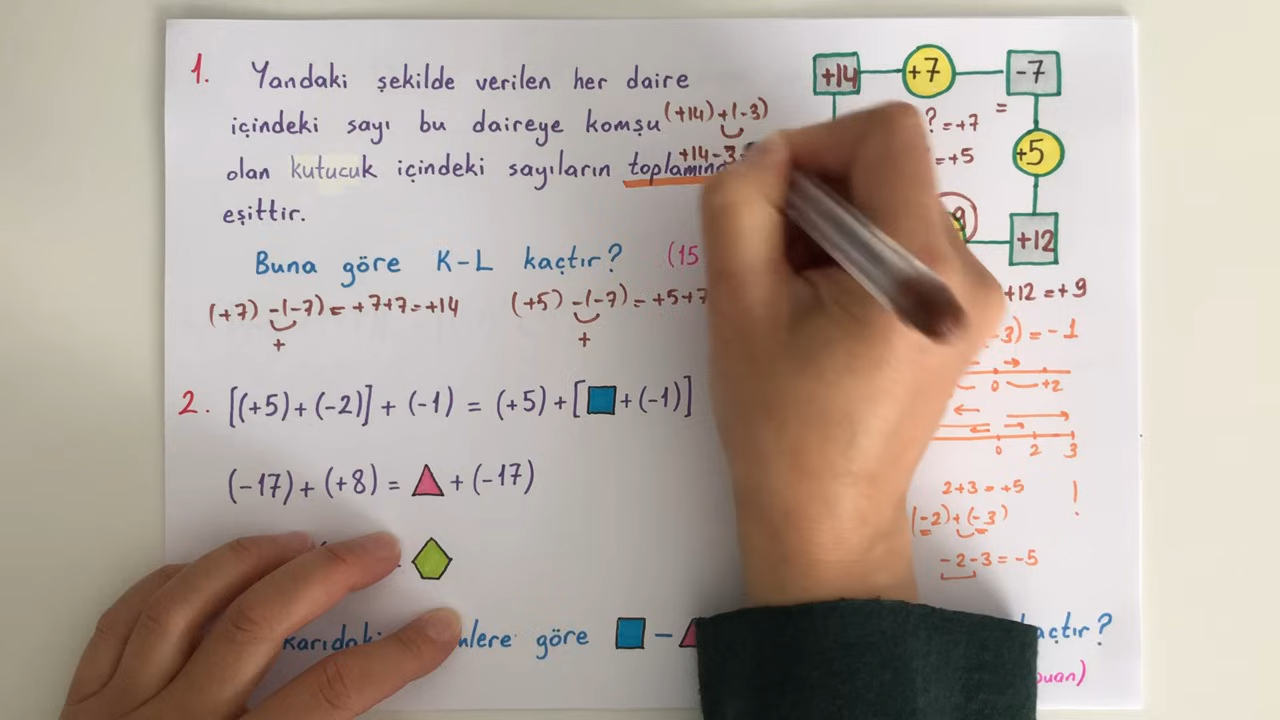 1. Yandaki şekilde verilen her daire
içindeki sayı bu daireye komşu (+14)+(-3)
olan kutucuk içindeki sayıların toplamın
+14-3
eşittir.
Buna göre K-L kaçtır? (15
(+7) -(-7) = +7+7=+14
+
(+5) -(-7) = +5+7
+
+14 +7 -7
=
? =+7
=+5
+5
9 +12
+12 =+9
-3) = -1
0 +2
0 2 3
2+3=+5 !
(-2)+(-3)
-2-3=-5
2. [(+5)+(-2)] + (-1) = (+5)+[ +(-1)]
(-17)+(+8) = +(-17)
göre -
kaçtır?
puan)